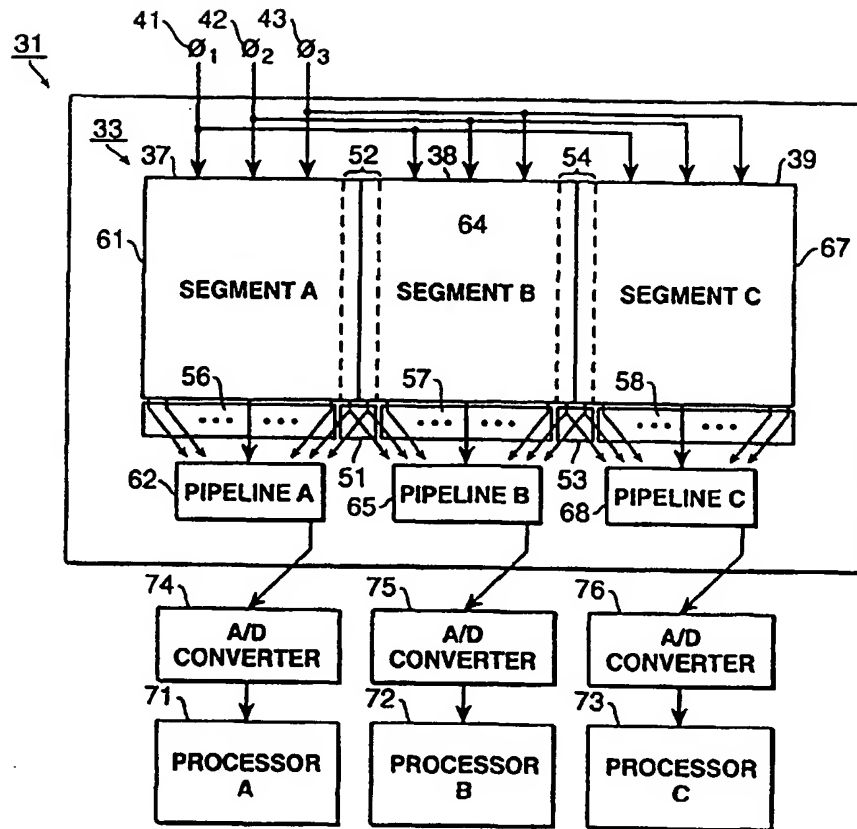 41 42 43
Ø1 Ø2 Ø3
31
33
37 52 38 54 39
61 64 67
SEGMENT A SEGMENT B SEGMENT C
56 57 58
••• ••• ••• ••• ••• •••
62 PIPELINE A 51 65 PIPELINE B 53 68 PIPELINE C
74 75 76
A/D CONVERTER A/D CONVERTER A/D CONVERTER
71 72 73
PROCESSOR A PROCESSOR B PROCESSOR C